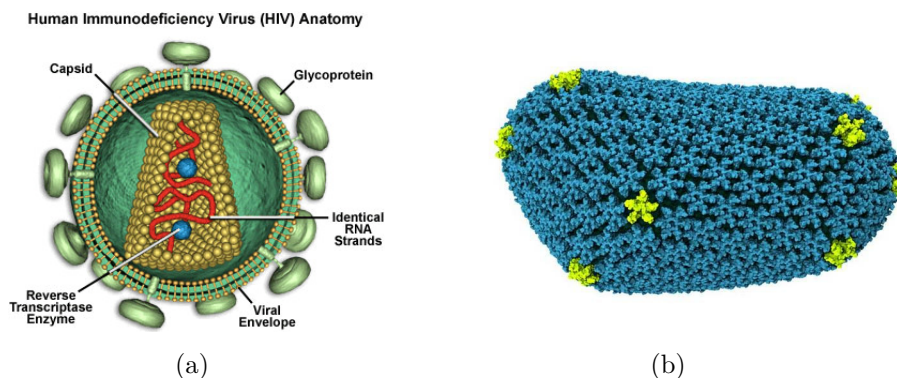 Human Immunodeficiency Virus (HIV) Anatomy
Capsid
Glycoprotein
Identical
RNA
Strands
Reverse
Transcriptase
Enzyme
Viral
Envelope
(a)
(b)